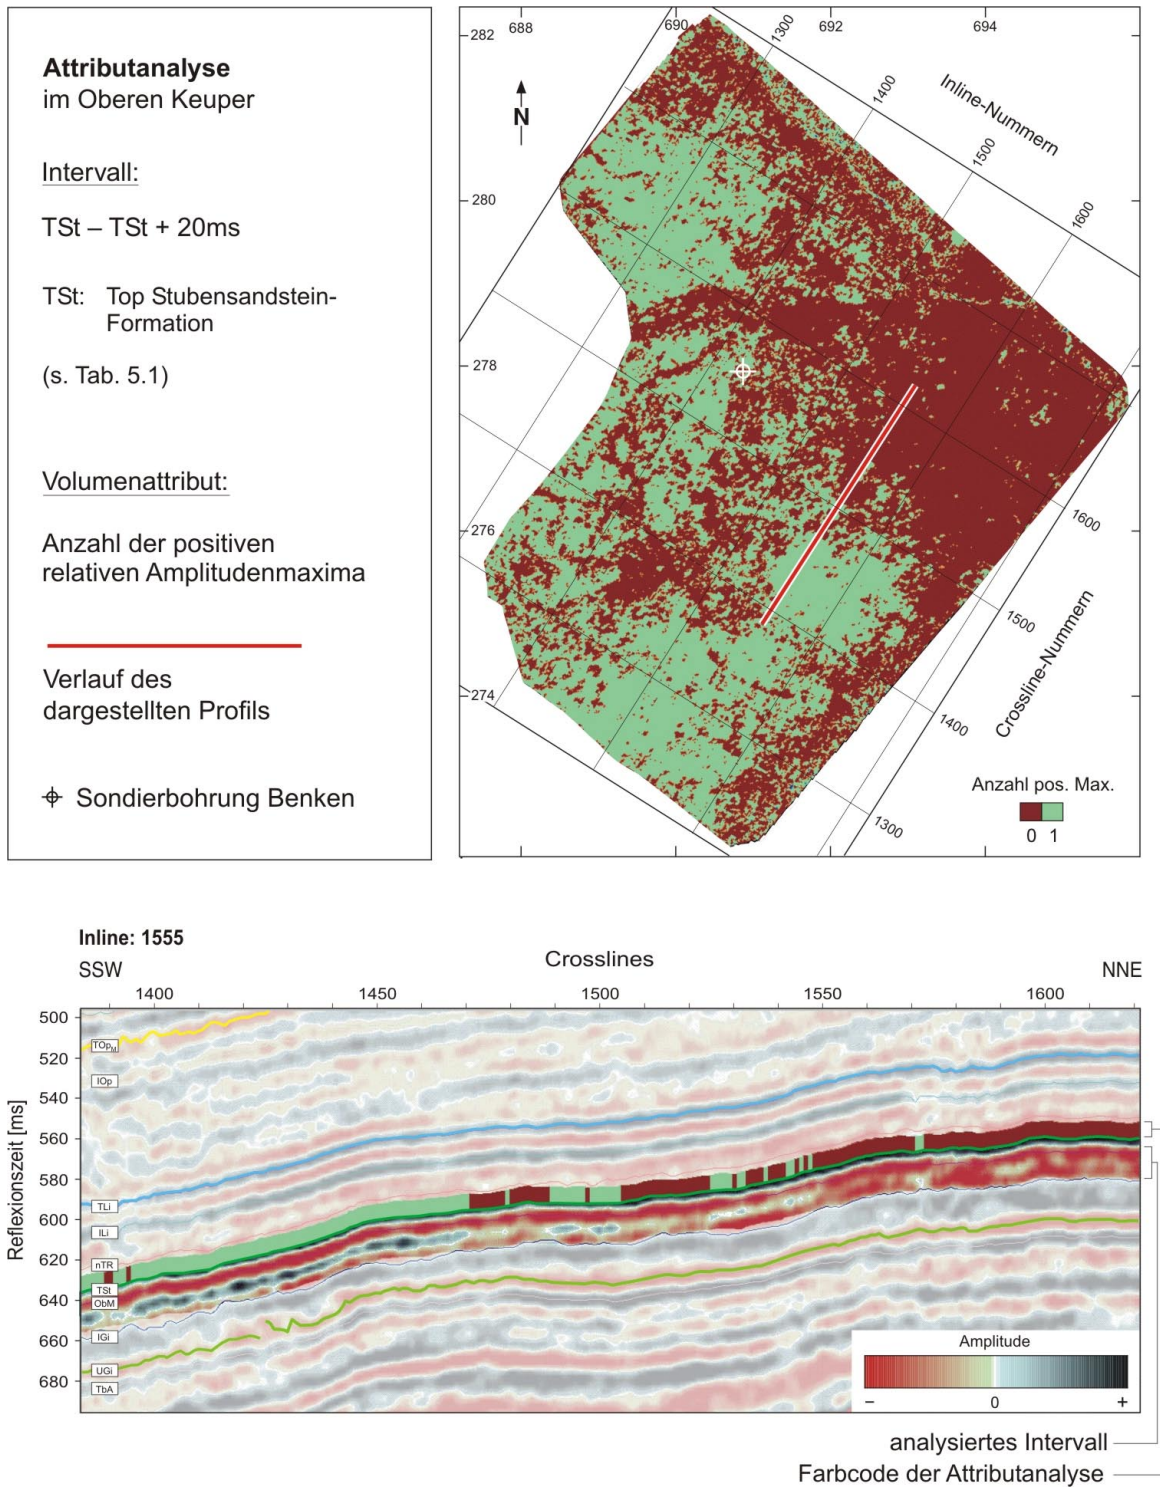 Attributanalyse
im Oberen Keuper
Intervall:
TSt – TSt + 20ms
TSt: Top Stubensandstein-
Formation
(s. Tab. 5.1)
Volumenattribut:
Anzahl der positiven
relativen Amplitudenmaxima
Verlauf des
dargestellten Profils
Sondierbohrung Benken
688
690
692
694
282
280
278
276
274
N
1300
1400
1500
1600
Inline-Nummern
1600
1500
1400
1300
Crossline-Nummern
Anzahl pos. Max.
0 1
Inline: 1555
SSW
Crosslines
NNE
1400 1450 1500 1550 1600
Reflexionszeit [ms]
500
520
540
560
580
600
620
640
660
680
TOpM
IOp
TLi
ILi
nTR
TSt
ObM
IGi
UGi
TbA
Amplitude
– 0 +
analysiertes Intervall
Farbcode der Attributanalyse